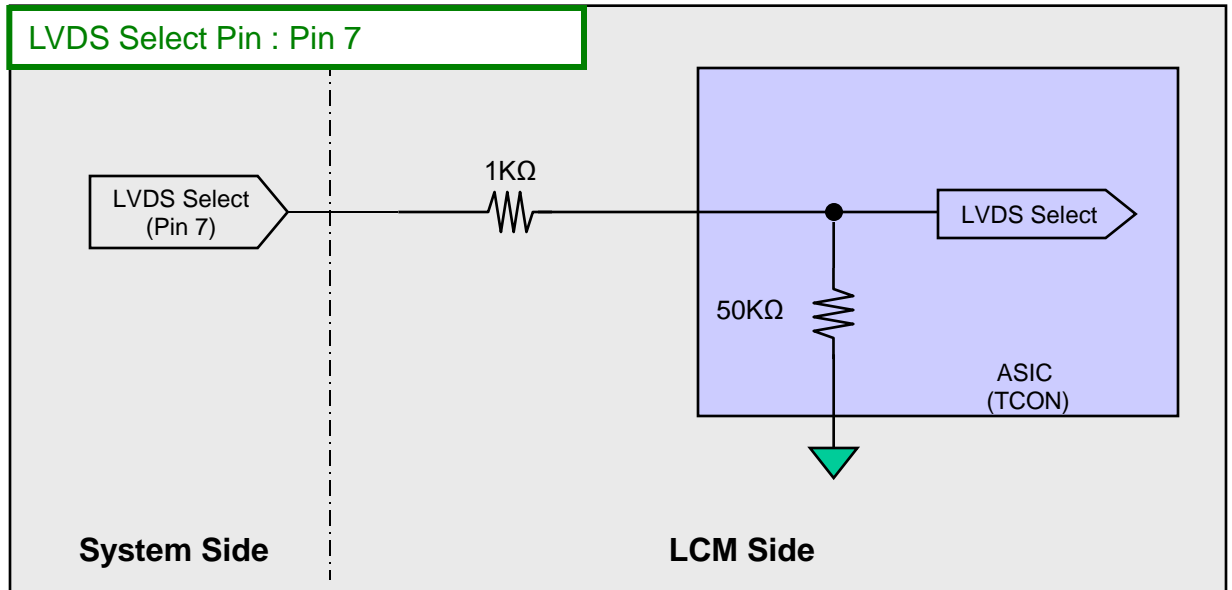 LVDS Select Pin : Pin 7
1KΩ
LVDS Select
(Pin 7)
LVDS Select
50KΩ
ASIC
(TCON)
System Side
LCM Side